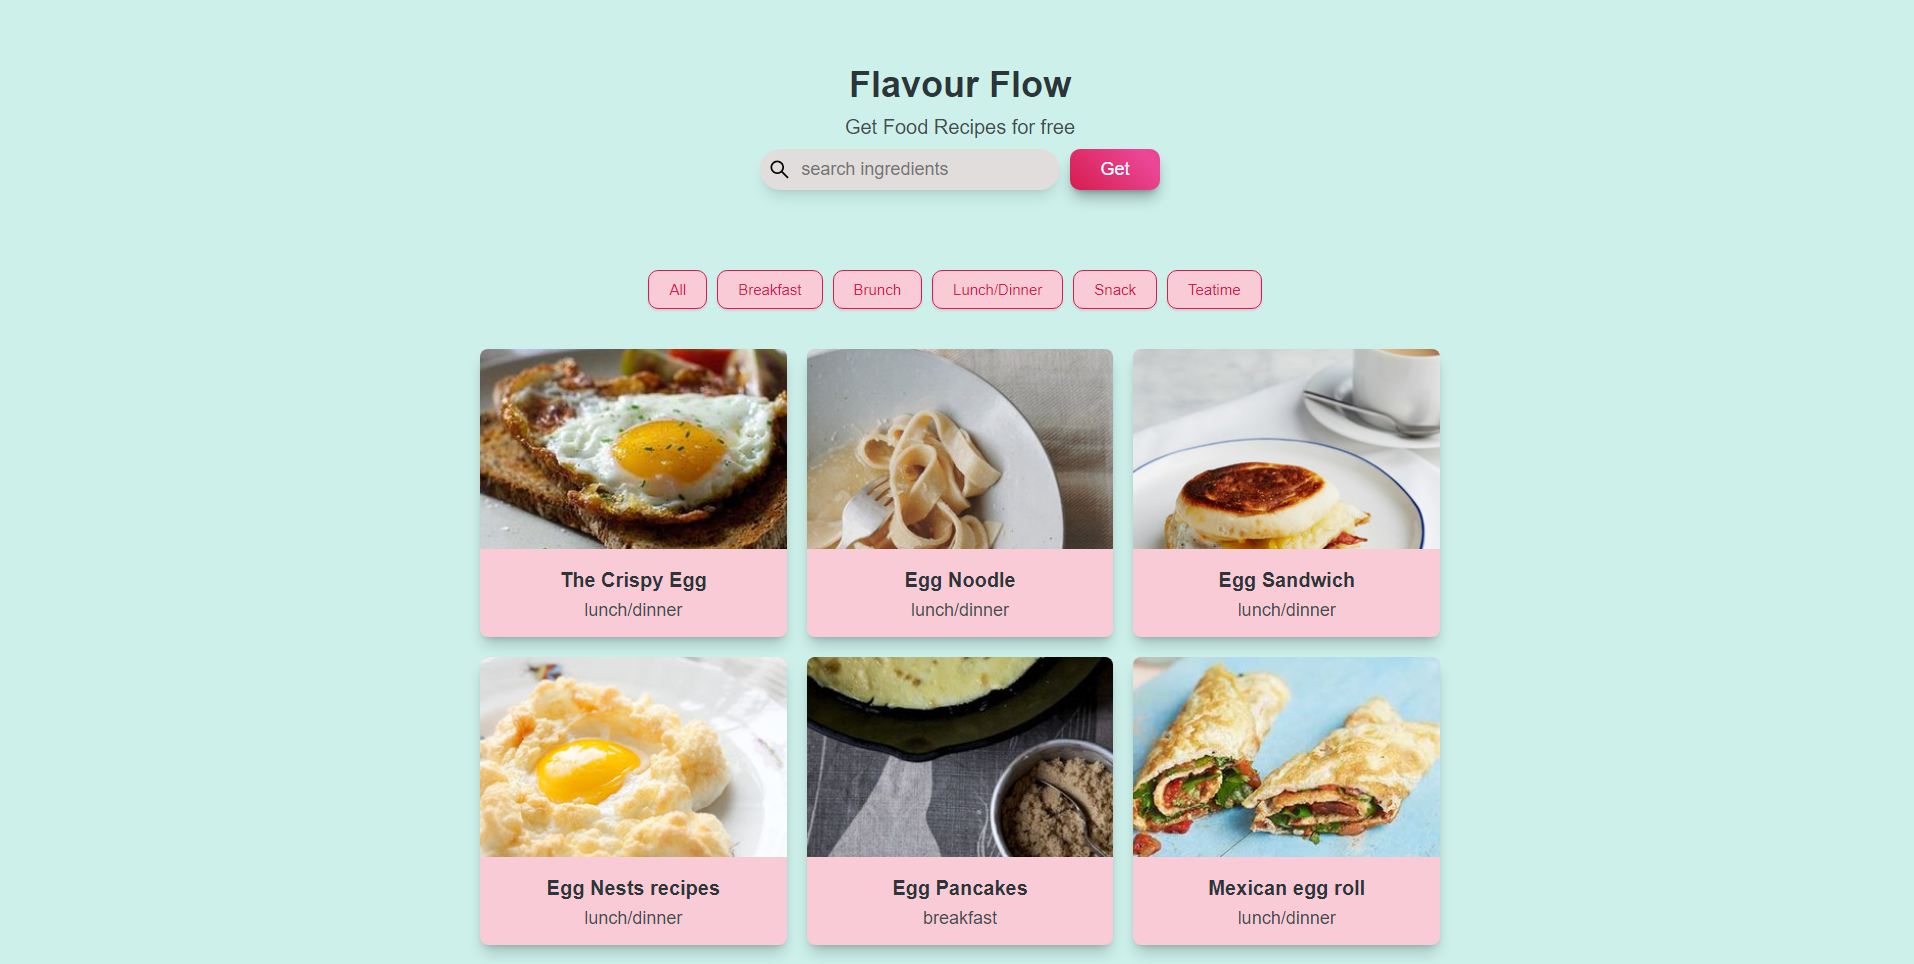 Flavour Flow
Get Food Recipes for free
search ingredients
Get
All
Breakfast
Brunch
Lunch/Dinner
Snack
Teatime
The Crispy Egg
lunch/dinner
Egg Noodle
lunch/dinner
Egg Sandwich
lunch/dinner
Egg Nests recipes
lunch/dinner
Egg Pancakes
breakfast
Mexican egg roll
lunch/dinner